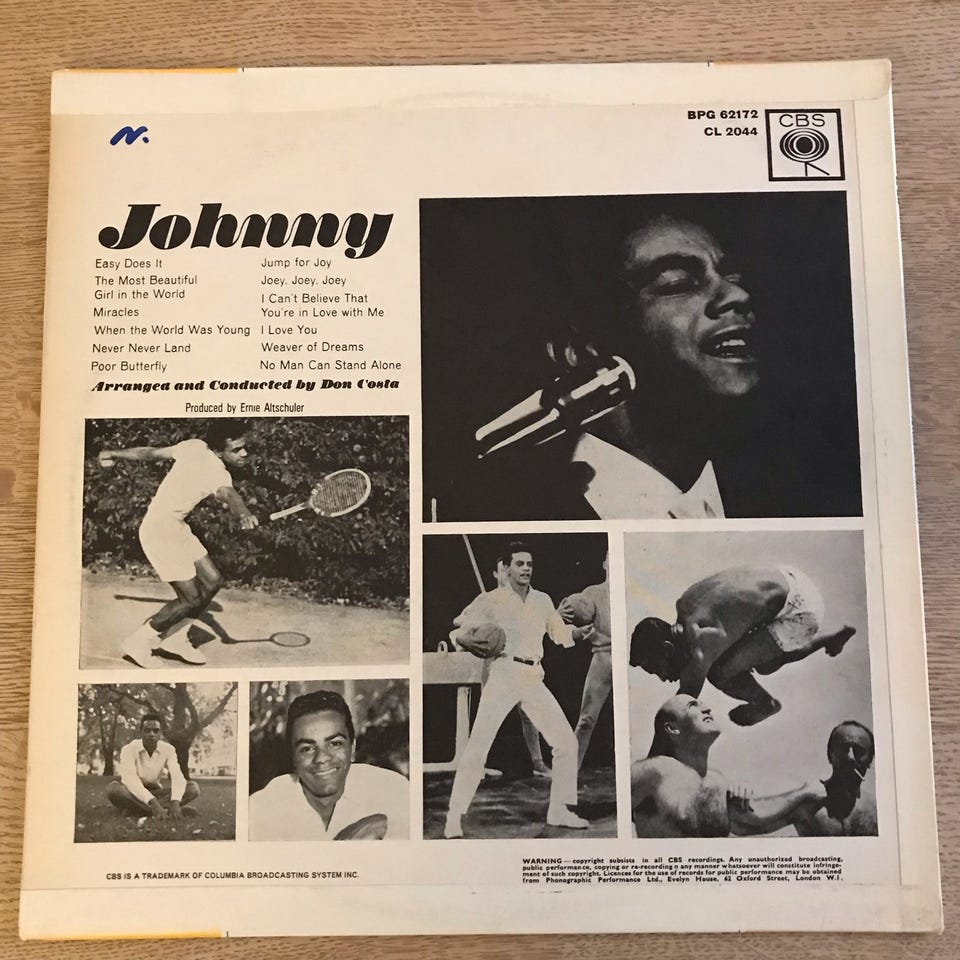 BPG 62172
CL 2044
CBS
Johnny
Easy Does It
The Most Beautiful
Girl in the World
Miracles
When the World Was Young
Never Never Land
Poor Butterfly
Jump for Joy
Joey, Joey, Joey
I Can't Believe That
You're in Love with Me
I Love You
Weaver of Dreams
No Man Can Stand Alone
Arranged and Conducted by Don Costa
Produced by Ernie Altschuler
CBS IS A TRADEMARK OF COLUMBIA BROADCASTING SYSTEM INC.
WARNING — copyright subsists in all CBS recordings. Any unauthorized broadcasting,
public performance, copying or re-recording in any manner whatsoever will constitute infringe-
ment of such copyright. Licences for the use of records for public performance may be obtained
from Phonographic Performance Ltd., Evelyn House, 62 Oxford Street, London W.1.